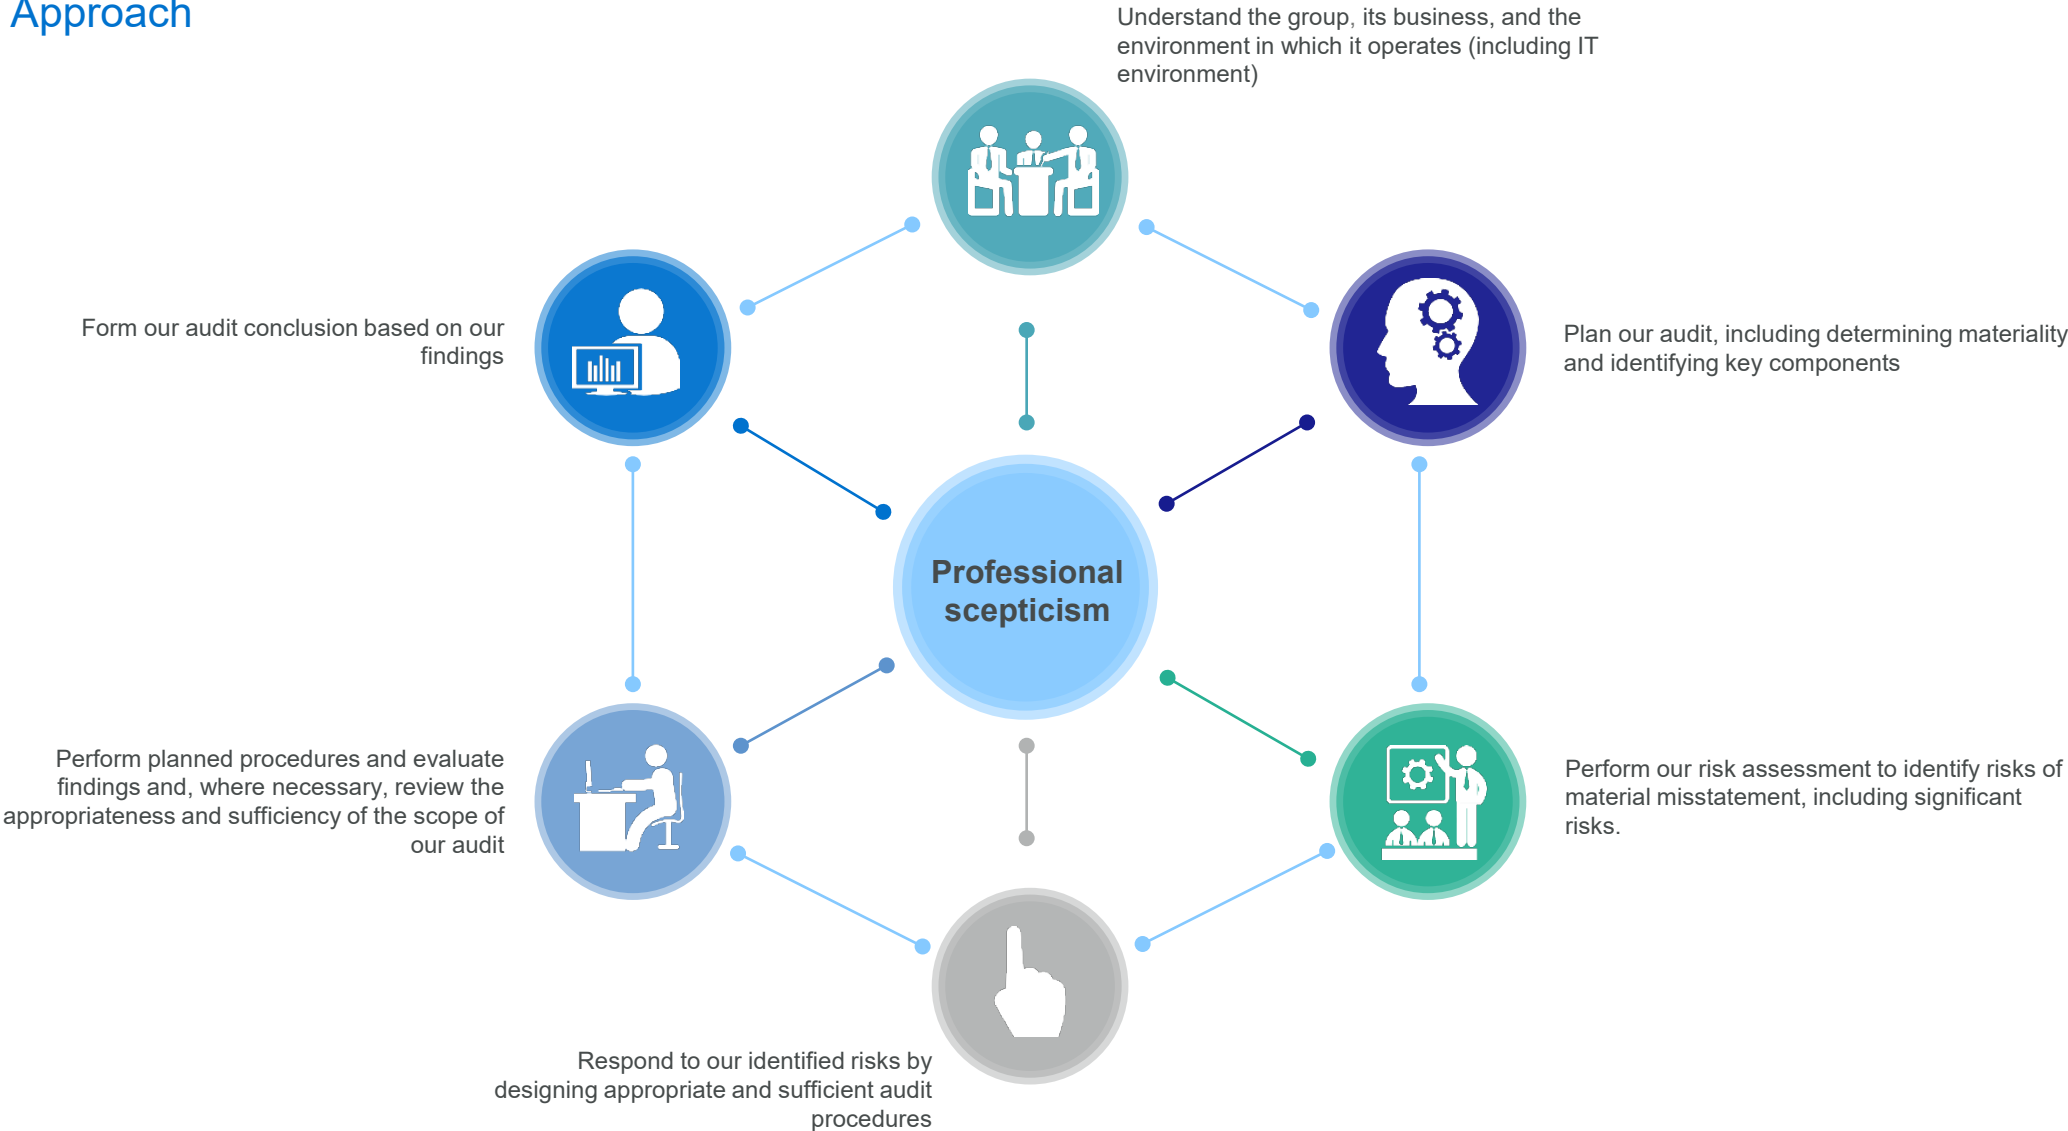 Approach
Understand the group, its business, and the
environment in which it operates (including IT
environment)
Plan our audit, including determining materiality
and identifying key components
Perform our risk assessment to identify risks of
material misstatement, including significant
risks.
Respond to our identified risks by
designing appropriate and sufficient audit
procedures
Perform planned procedures and evaluate
findings and, where necessary, review the
appropriateness and sufficiency of the scope of
our audit
Form our audit conclusion based on our
findings
Professional
scepticism